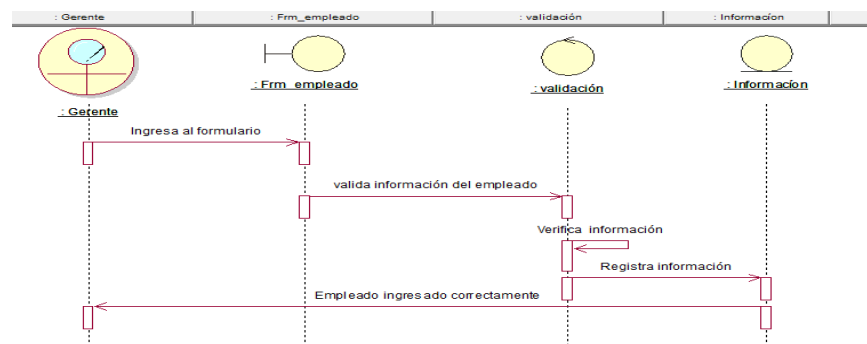 : Gerente
: Frm_empleado
: validación
: Informacíon
: Frm_empleado
: validación
: Informacíon
: Gerente
Ingresa al formulario
valida información del empleado
Verifica información
Registra información
Empleado ingresado correctamente